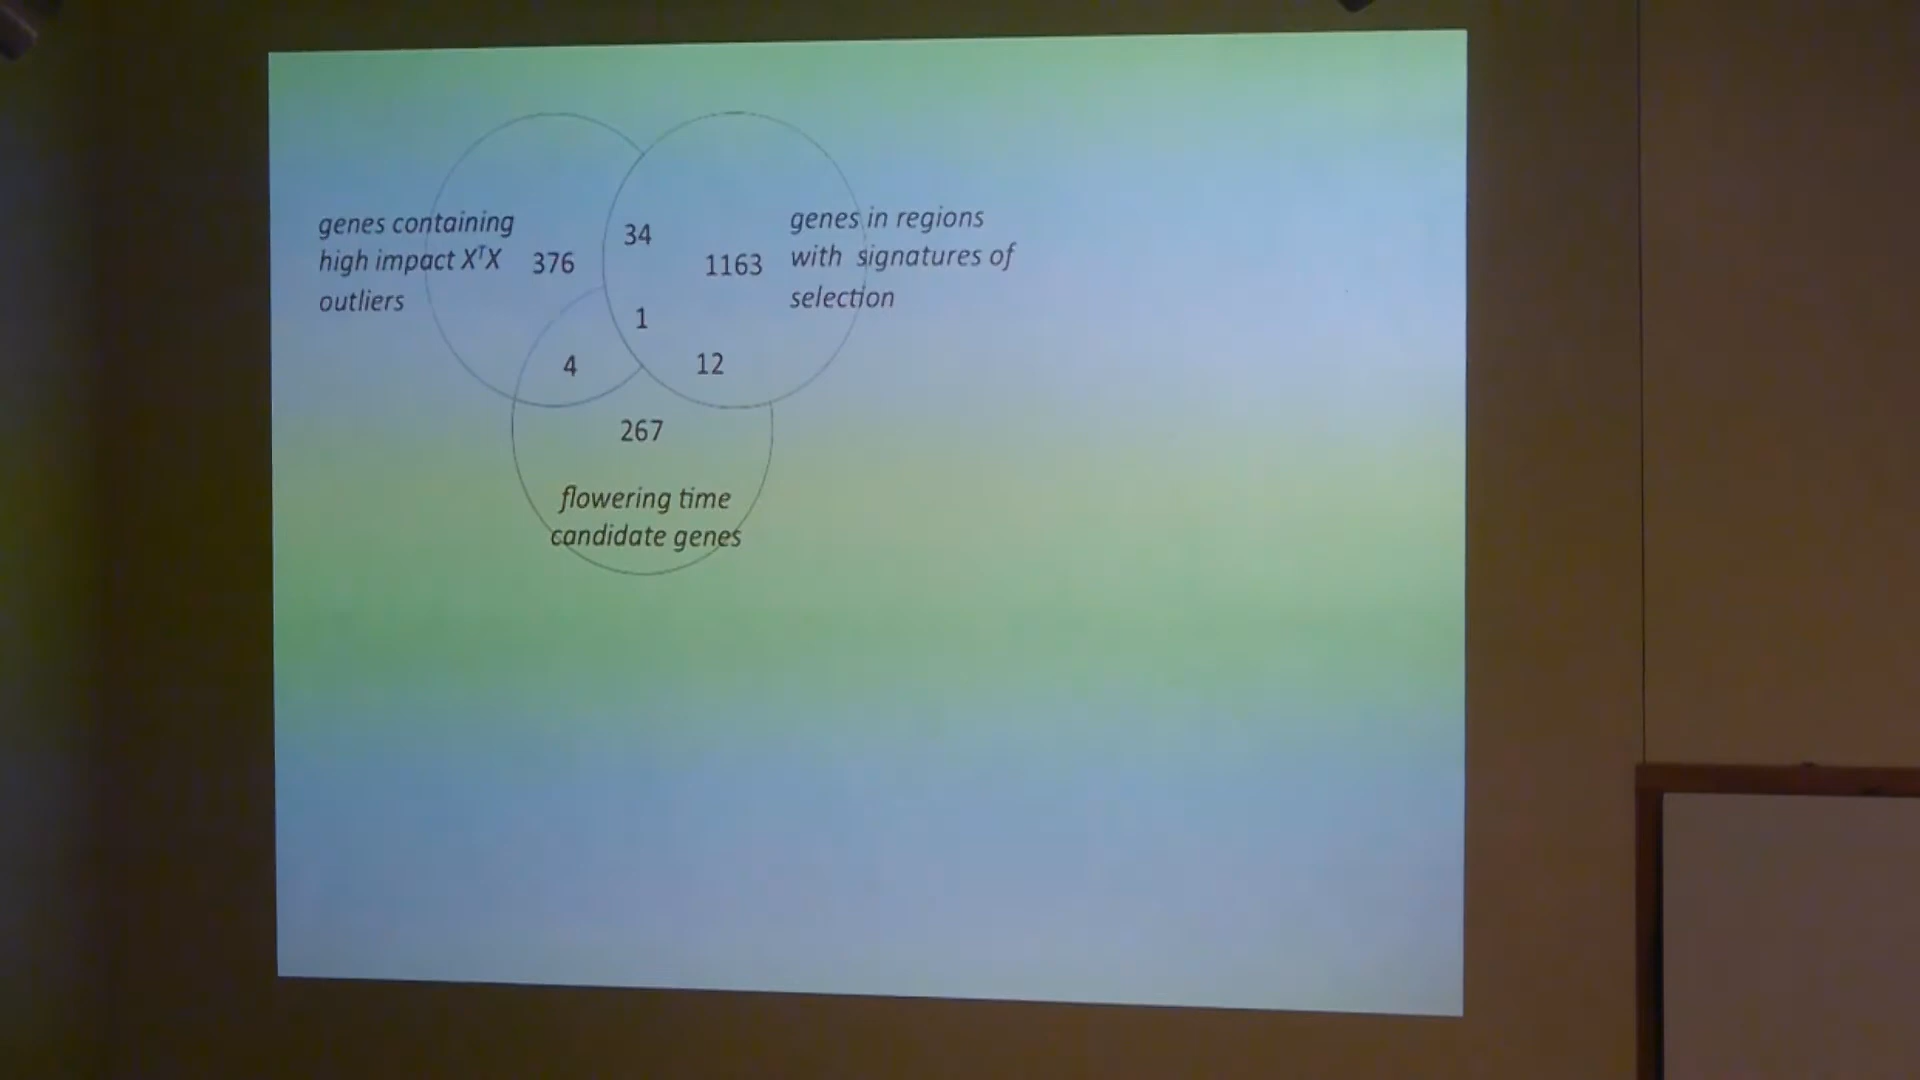 genes containing
high impact XᵀX
outliers
376
34
1163
genes in regions
with signatures of
selection
1
4
12
267
flowering time
candidate genes